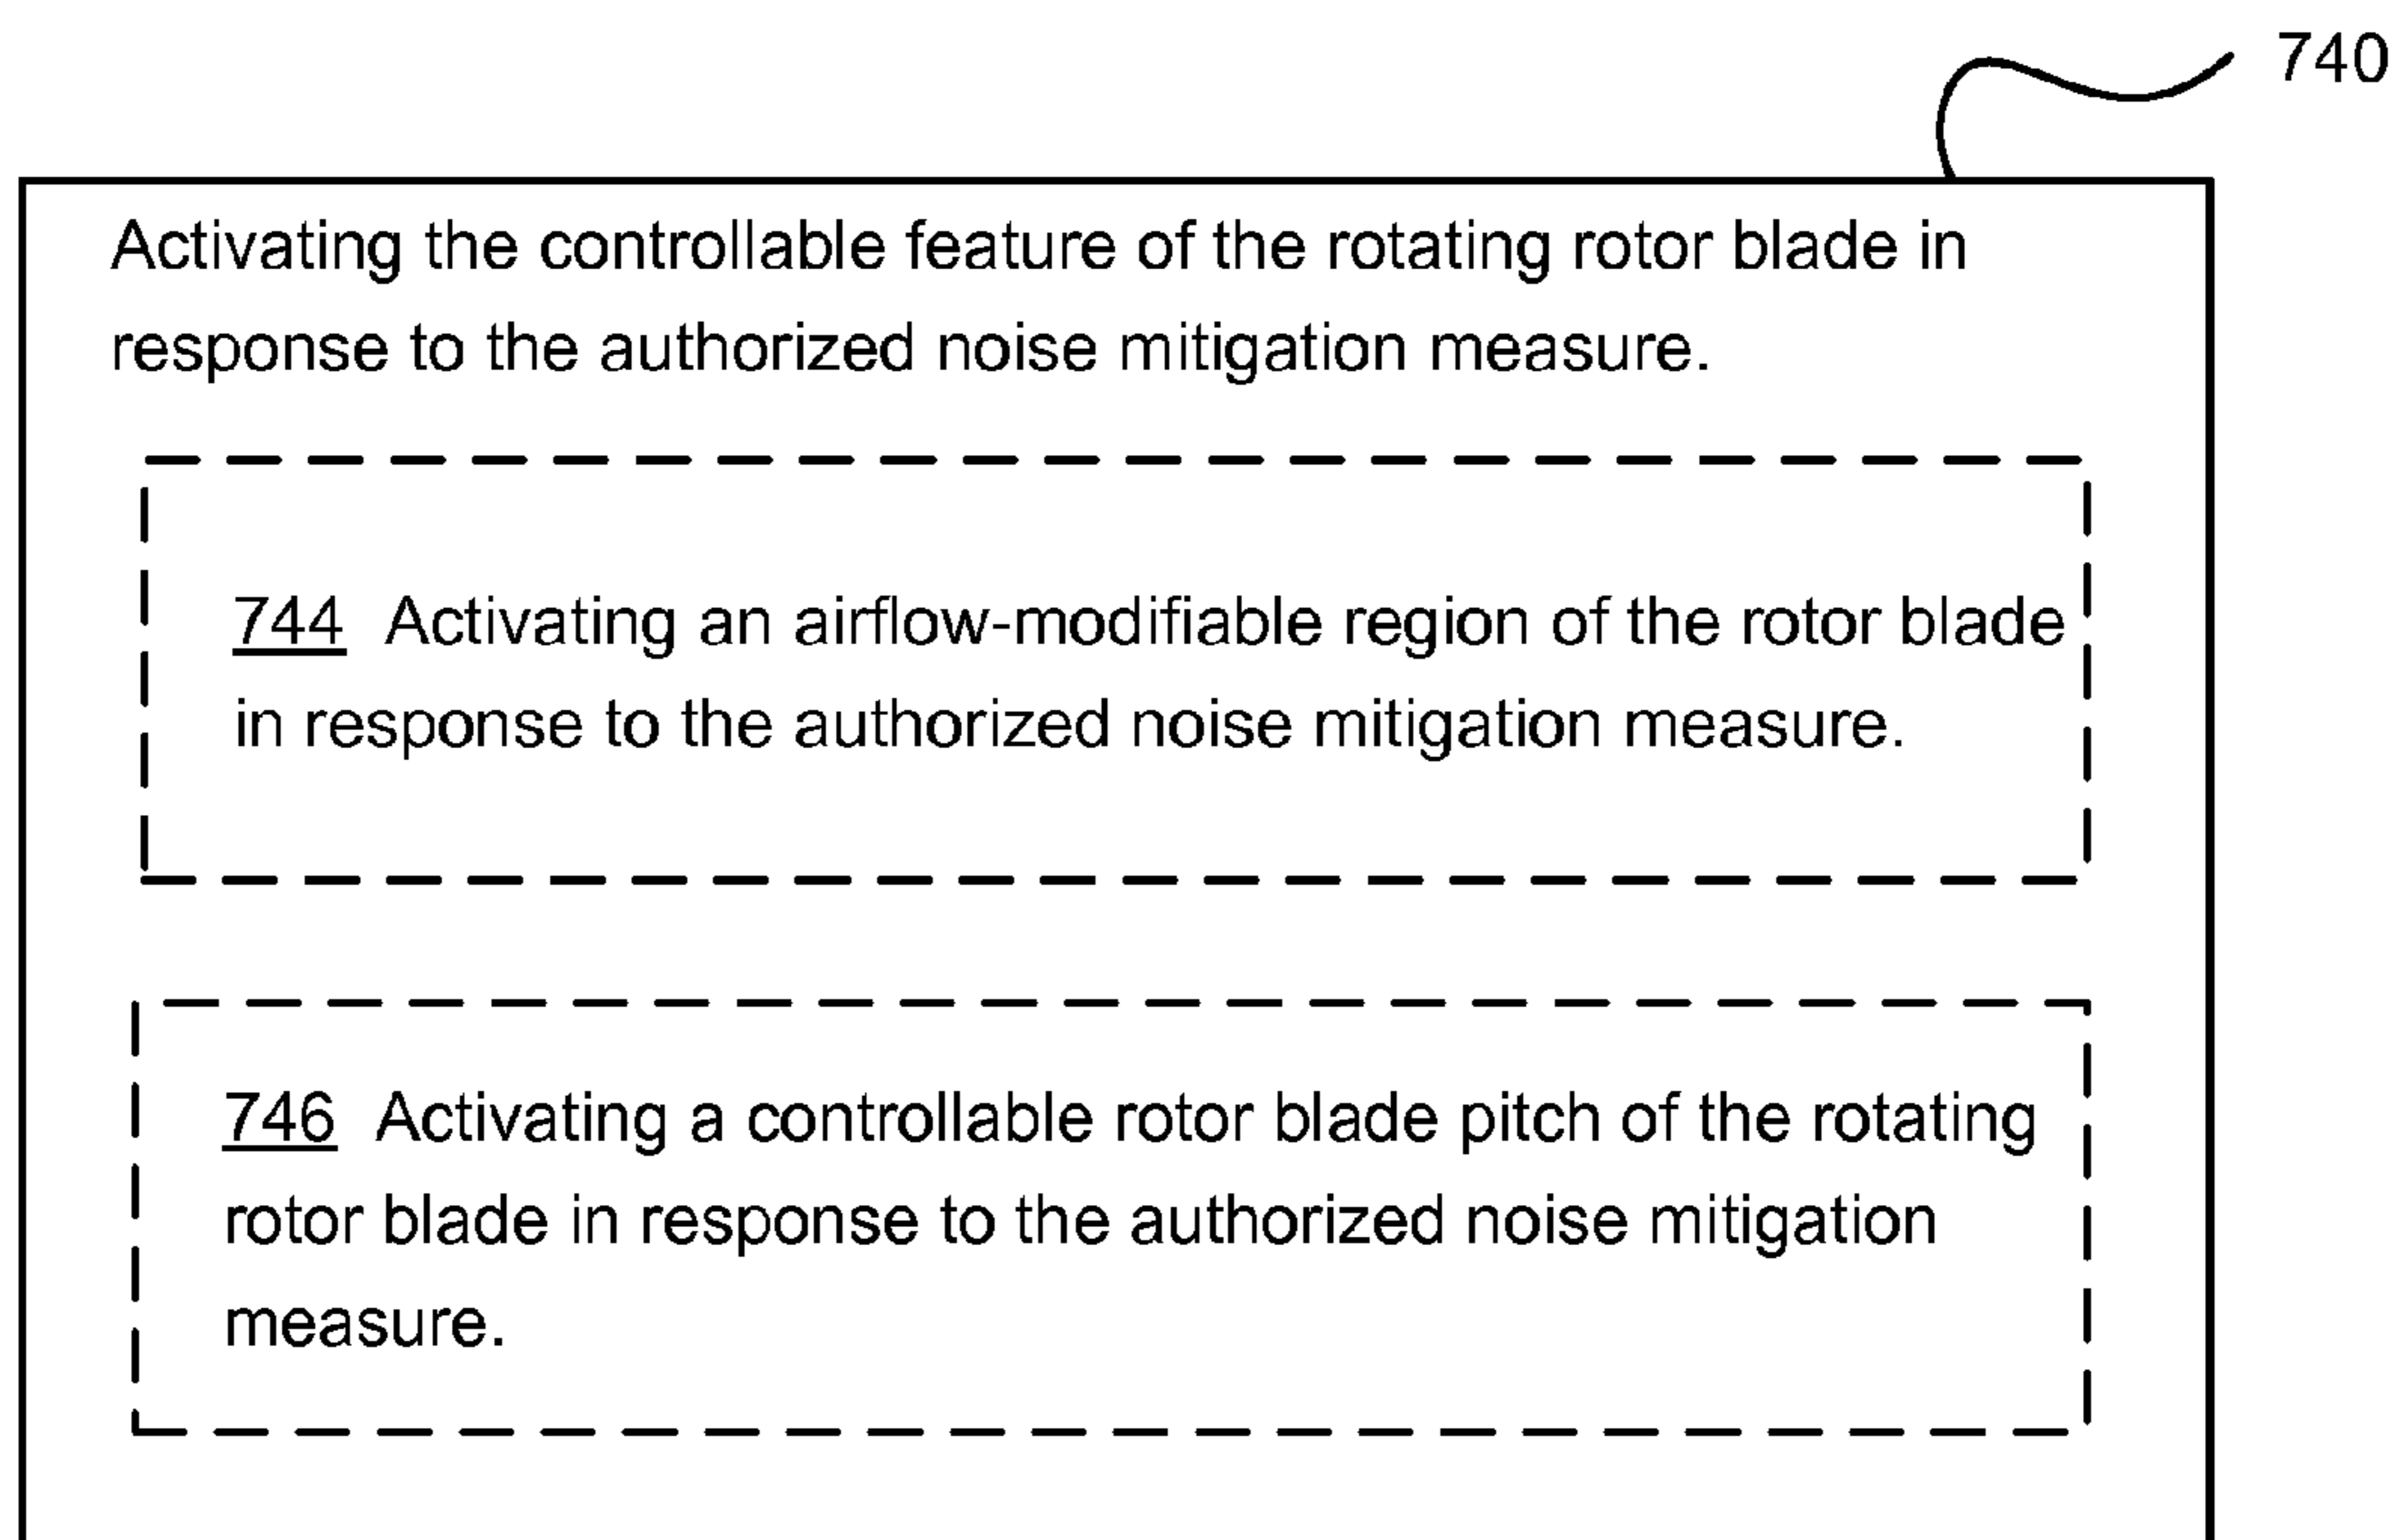 740
Activating the controllable feature of the rotating rotor blade in
response to the authorized noise mitigation measure.
744 Activating an airflow-modifiable region of the rotor blade
in response to the authorized noise mitigation measure.
746 Activating a controllable rotor blade pitch of the rotating
rotor blade in response to the authorized noise mitigation
measure.